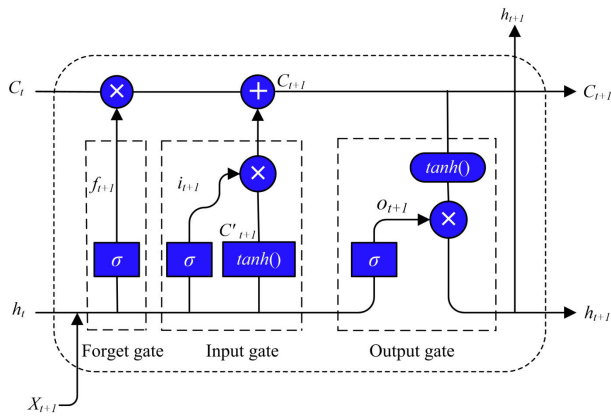 h_{t+1}
C_t
×
+
C_{t+1}
C_{t+1}
tanh()
f_{t+1}
i_{t+1}
×
o_{t+1}
×
C'_{t+1}
σ
σ
tanh()
σ
h_t
h_{t+1}
Forget gate
Input gate
Output gate
X_{t+1}